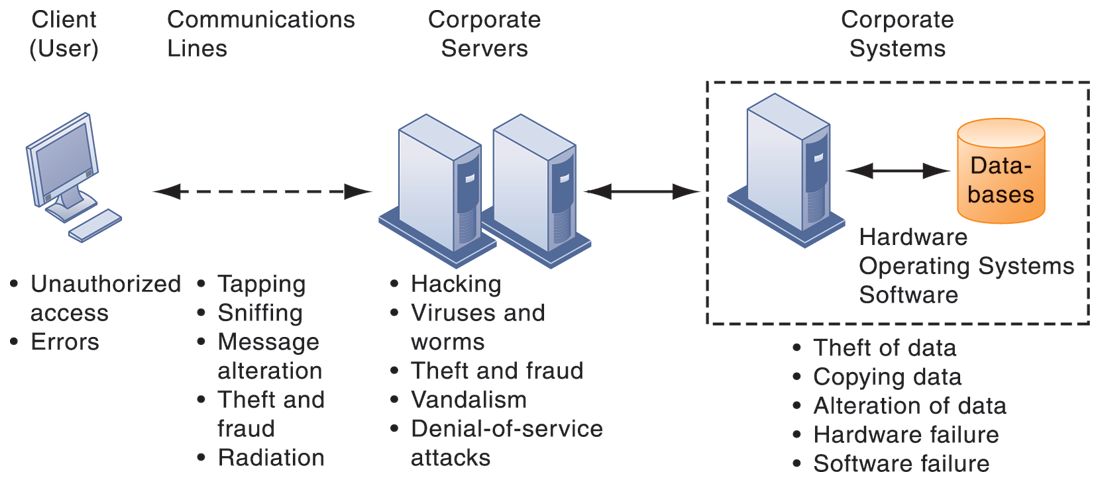 Client
(User)
Communications
Lines
Corporate
Servers
Corporate
Systems
Data-
bases
Hardware
Operating Systems
Software
• Unauthorized
access
• Errors
• Tapping
• Sniffing
• Message
alteration
• Theft and
fraud
• Radiation
• Hacking
• Viruses and
worms
• Theft and fraud
• Vandalism
• Denial-of-service
attacks
• Theft of data
• Copying data
• Alteration of data
• Hardware failure
• Software failure